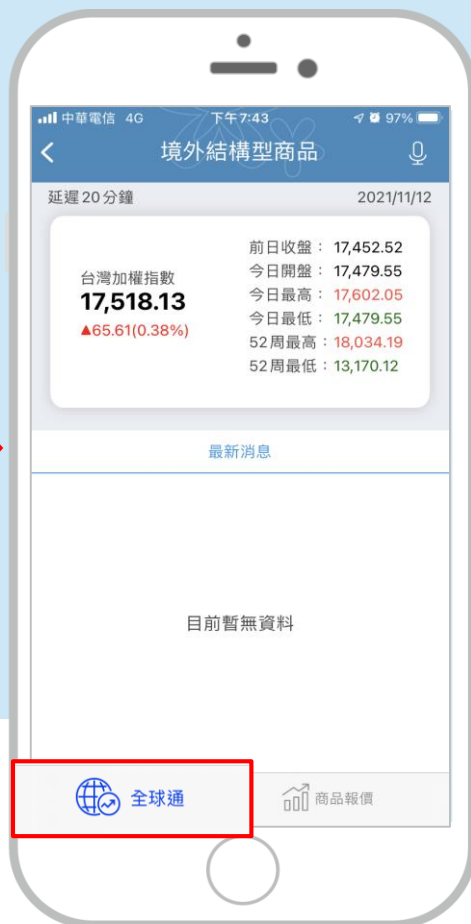 中華電信 4G 下午7:43 97%
境外結構型商品
延遲20分鐘 2021/11/12
台灣加權指數
17,518.13
▲65.61(0.38%)
前日收盤： 17,452.52
今日開盤： 17,479.55
今日最高： 17,602.05
今日最低： 17,479.55
52周最高：18,034.19
52周最低：13,170.12
最新消息
目前暫無資料
全球通 商品報價